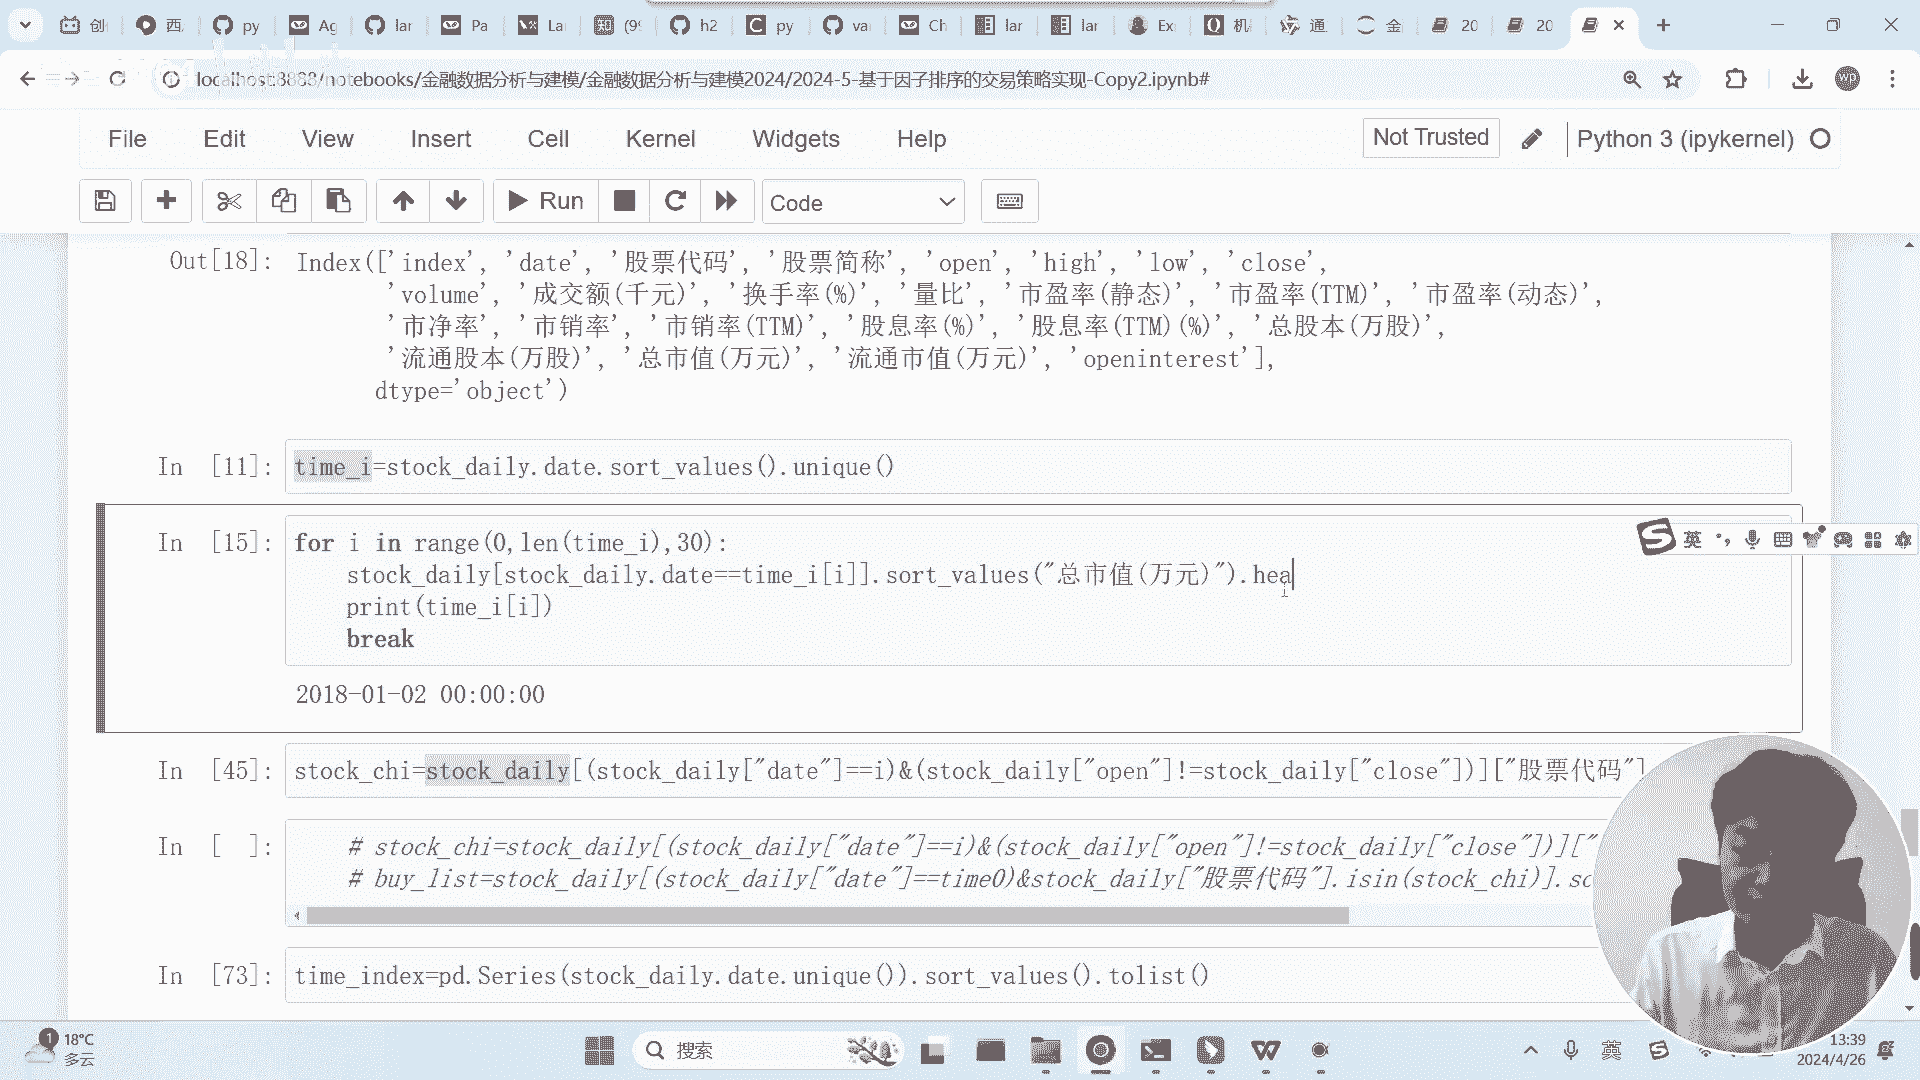 创 西 py Ag lar Pa La (9 h2 py va Ch lar lar Ex 机 通 金 20 20
localhost:8888/notebooks/金融数据分析与建模/金融数据分析与建模2024/2024-5-基于因子排序的交易策略实现-Copy2.ipynb#
wp
File Edit View Insert Cell Kernel Widgets Help
Not Trusted
Python 3 (ipykernel)
Run
Code
Out[18]: Index(['index', 'date', '股票代码', '股票简称', 'open', 'high', 'low', 'close',
'volume', '成交额(千元)', '换手率(%)', '量比', '市盈率(静态)', '市盈率(TTM)', '市盈率(动态)',
'市净率', '市销率', '市销率(TTM)', '股息率(%)', '股息率(TTM)(%)', '总股本(万股)',
'流通股本(万股)', '总市值(万元)', '流通市值(万元)', 'openinterest'],
dtype='object')
In [11]: time_i=stock_daily.date.sort_values().unique()
In [15]: for i in range(0,len(time_i),30):
stock_daily[stock_daily.date==time_i[i]].sort_values("总市值(万元)").hea
print(time_i[i])
break
2018-01-02 00:00:00
英
In [45]: stock_chi=stock_daily[(stock_daily["date"]==i)&(stock_daily["open"]!=stock_daily["close"])]["股票代码"]
In [ ]: # stock_chi=stock_daily[(stock_daily["date"]==i)&(stock_daily["open"]!=stock_daily["close"])]["
# buy_list=stock_daily[(stock_daily["date"]==time0)&stock_daily["股票代码"].isin(stock_chi)].sc
In [73]: time_index=pd.Series(stock_daily.date.unique()).sort_values().tolist()
1
18°C
多云
搜索
英
13:39
2024/4/26